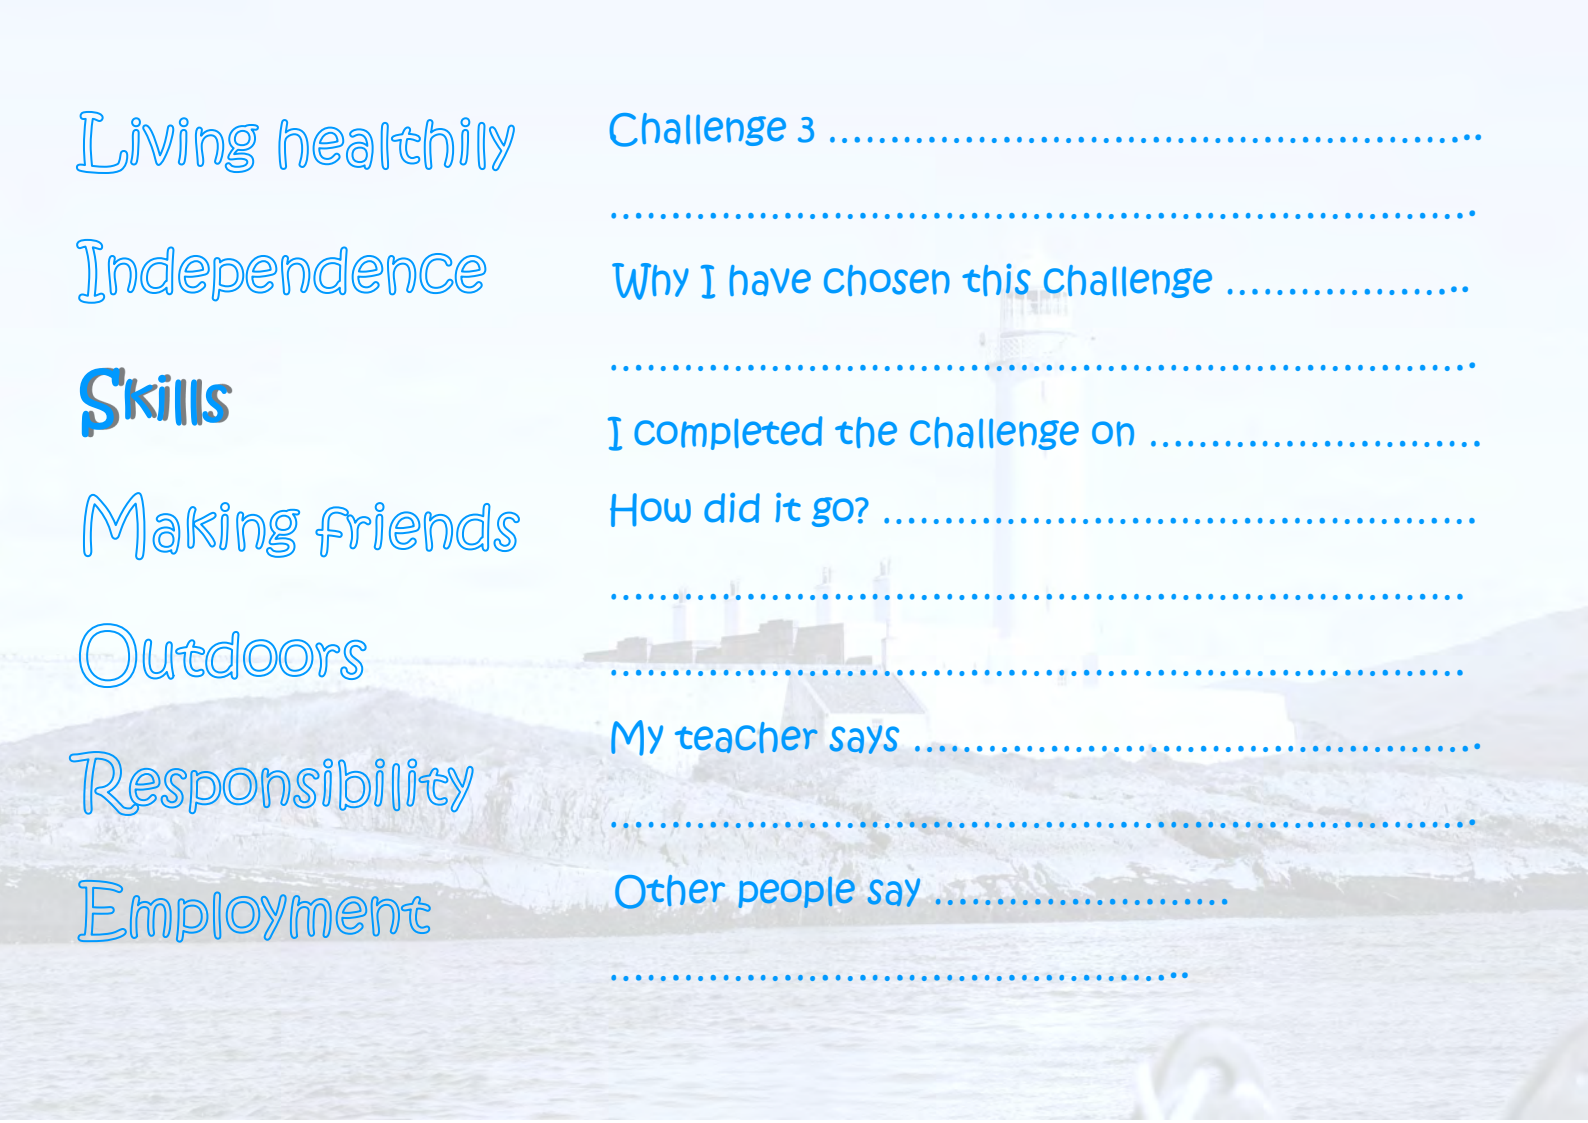 Living healthily
Independence
Skills
Making friends
Outdoors
Responsibility
Employment
Challenge 3 ………………………………………………………..
…………………………………………………………………….
Why I have chosen this challenge ………………..
…………………………………………………………………….
I completed the challenge on ………………………
How did it go? ………………………………………………
……………………………………………………………………
……………………………………………………………………
My teacher says …………………………………………….
…………………………………………………………………….
Other people say ……………………
……………………………………………..